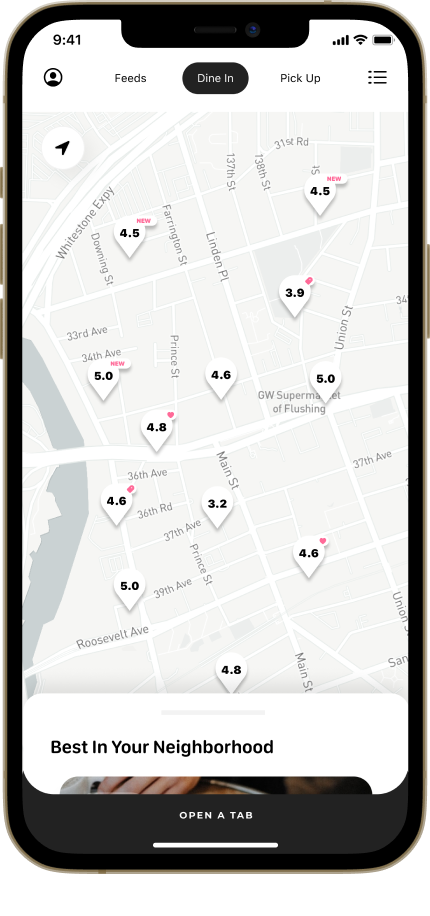 9:41
Feeds
Dine In
Pick Up
31st Rd
137th St
138th St
St
NEW
4.5
Whitestone Expy
Farrington St
NEW
4.5
Downing St
Linden Pl
3.9
Union St
33rd Ave
34th Ave
Prince St
NEW
5.0
4.6
5.0
GW Supermarket
of Flushing
4.8
Main St
37th Ave
36th Ave
4.6
36th Rd
3.2
37th Ave
Prince St
4.6
5.0
39th Ave
Roosevelt Ave
Union
Main St
San
4.8
Best In Your Neighborhood
OPEN A TAB